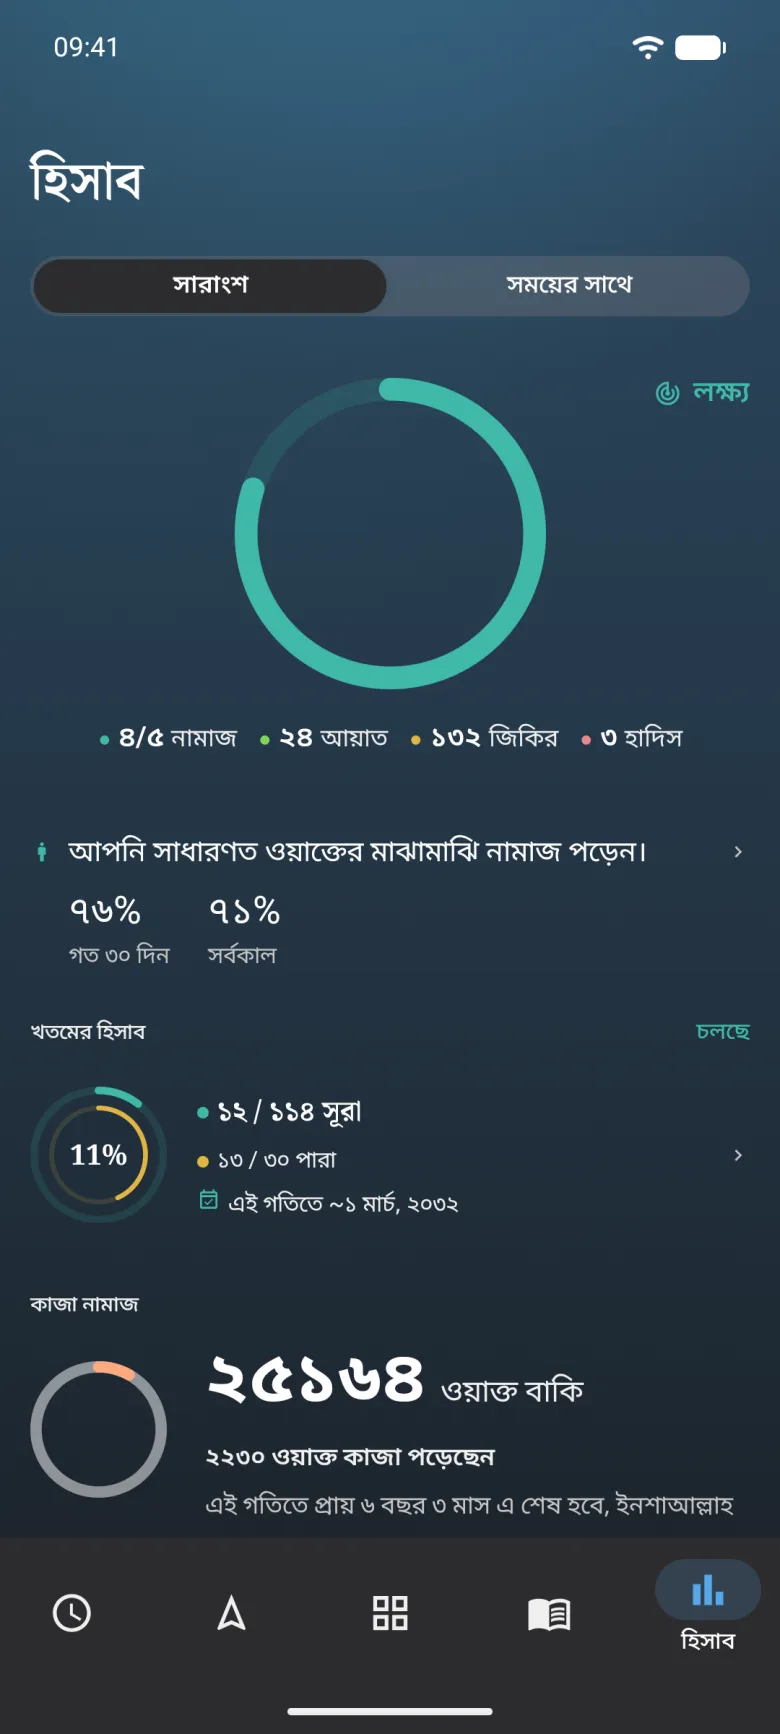 09:41
হিসাব
সারাংশ
সময়ের সাথে
লক্ষ্য
৪/৫ নামাজ ২৪ আয়াত ১৩২ জিকির ৩ হাদিস
আপনি সাধারণত ওয়াক্তের মাঝামাঝি নামাজ পড়েন।
৭৬% ৭১%
গত ৩০ দিন সর্বকাল
খতমের হিসাব চলছে
১২ / ১১৪ সূরা
11%
১৩ / ৩০ পারা
এই গতিতে ~১ মার্চ, ২০৩২
কাজা নামাজ
২৫১৬৪ ওয়াক্ত বাকি
২২৩০ ওয়াক্ত কাজা পড়েছেন
এই গতিতে প্রায় ৬ বছর ৩ মাস এ শেষ হবে, ইনশাআল্লাহ
হিসাব